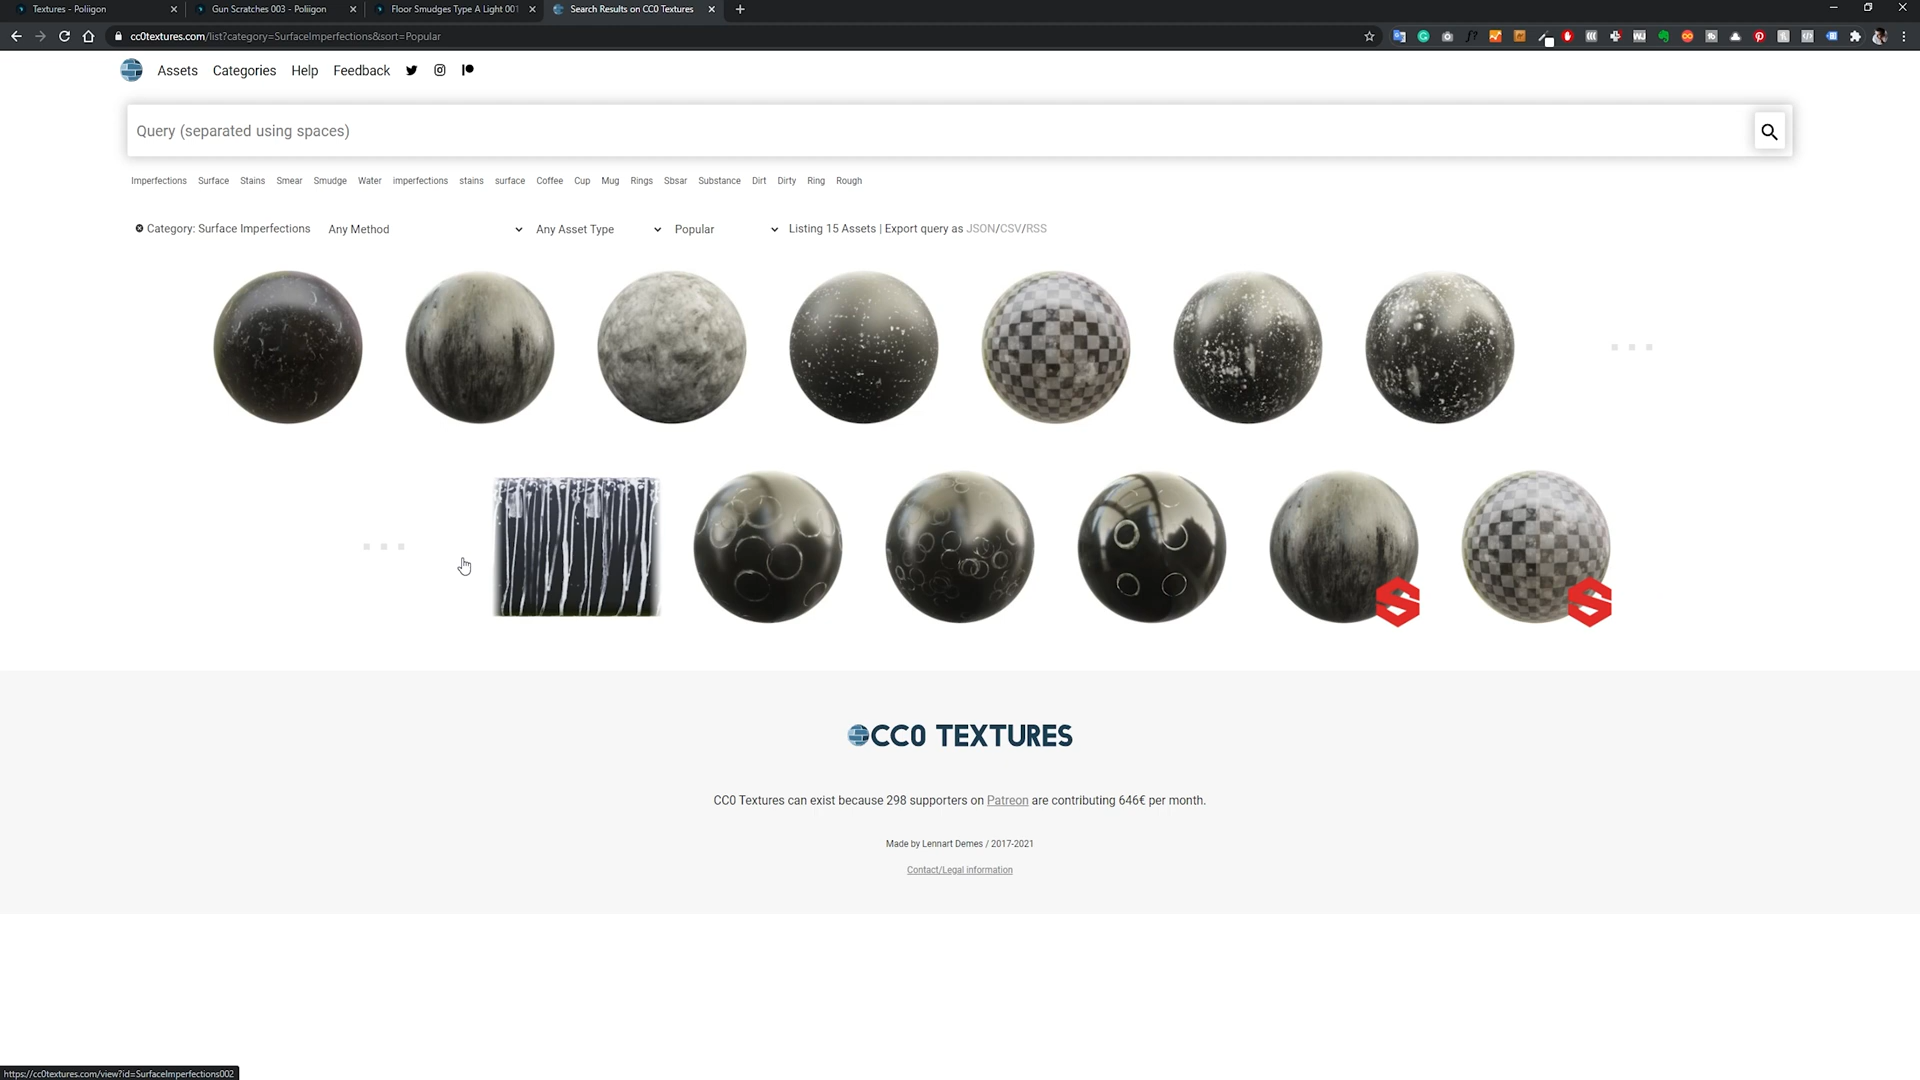 Textures - Poliigon
Gun Scratches 003 - Poliigon
Floor Smudges Type A Light 001
Search Results on CC0 Textures
cc0textures.com/list?category=SurfaceImperfections&sort=Popular
Assets Categories Help Feedback
Query (separated using spaces)
Imperfections Surface Stains Smear Smudge Water imperfections stains surface Coffee Cup Mug Rings Sbsar Substance Dirt Dirty Ring Rough
Category: Surface Imperfections Any Method Any Asset Type Popular Listing 15 Assets | Export query as JSON/CSV/RSS
CC0 TEXTURES
CC0 Textures can exist because 298 supporters on Patreon are contributing 646€ per month.
Made by Lennart Demes / 2017-2021
Contact/Legal information
https://cc0textures.com/view?id=SurfaceImperfections002